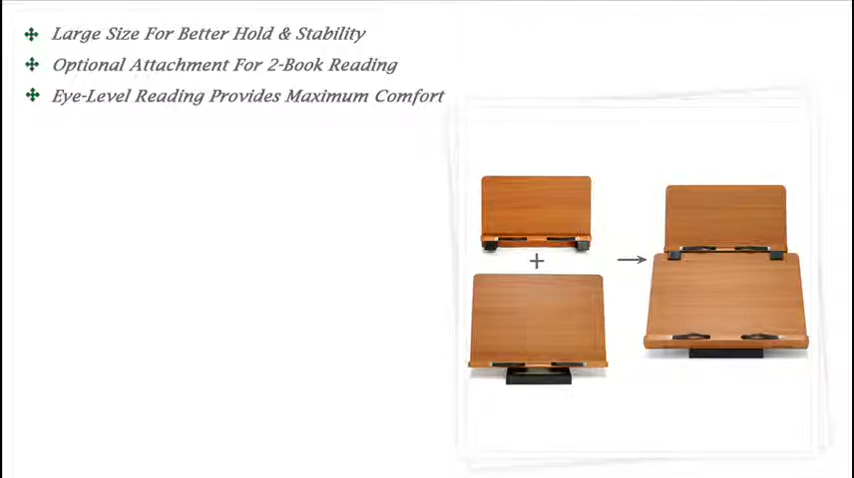 Large Size For Better Hold & Stability
Optional Attachment For 2-Book Reading
Eye-Level Reading Provides Maximum Comfort